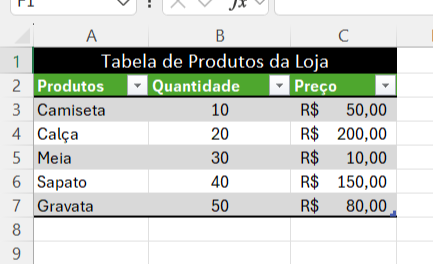 F1 fx
A B C
1 Tabela de Produtos da Loja
2 Produtos Quantidade Preço
3 Camiseta 10 R$ 50,00
4 Calça 20 R$ 200,00
5 Meia 30 R$ 10,00
6 Sapato 40 R$ 150,00
7 Gravata 50 R$ 80,00
8
9